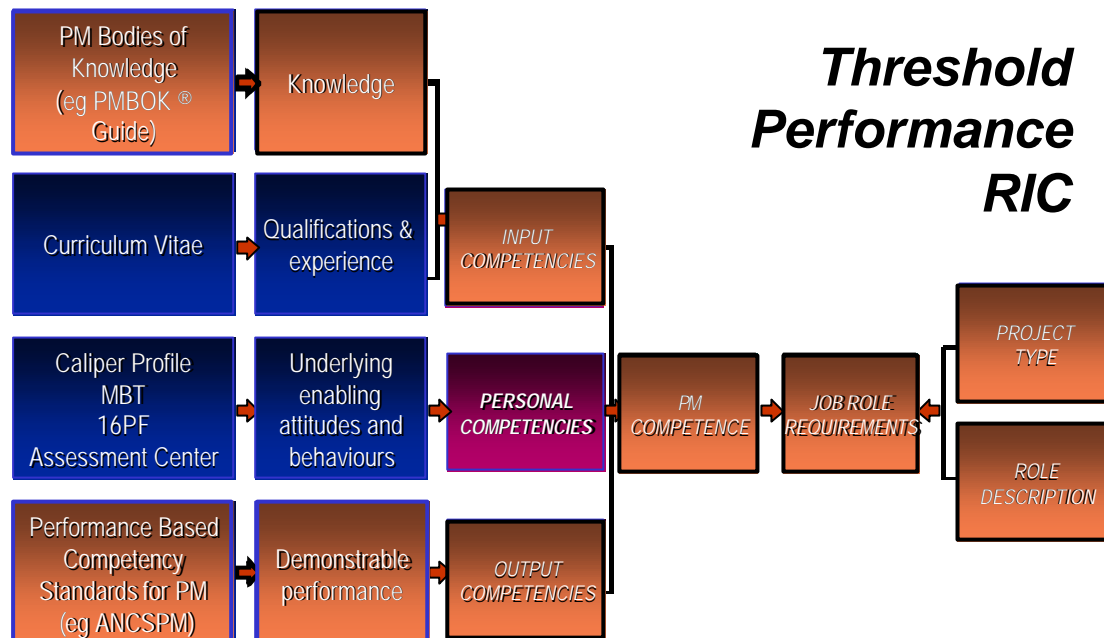 Threshold
Performance
RIC
PM Bodies of
Knowledge
(eg PMBOK ®
Guide)
Knowledge
Curriculum Vitae
Qualifications &
experience
INPUT
COMPETENCIES
Caliper Profile
MBT
16PF
Assessment Center
Underlying
enabling
attitudes and
behaviours
PERSONAL
COMPETENCIES
PM
COMPETENCE
JOB ROLE
REQUIREMENTS
PROJECT
TYPE
ROLE
DESCRIPTION
Performance Based
Competency
Standards for PM
(eg ANCSPM)
Demonstrable
performance
OUTPUT
COMPETENCIES